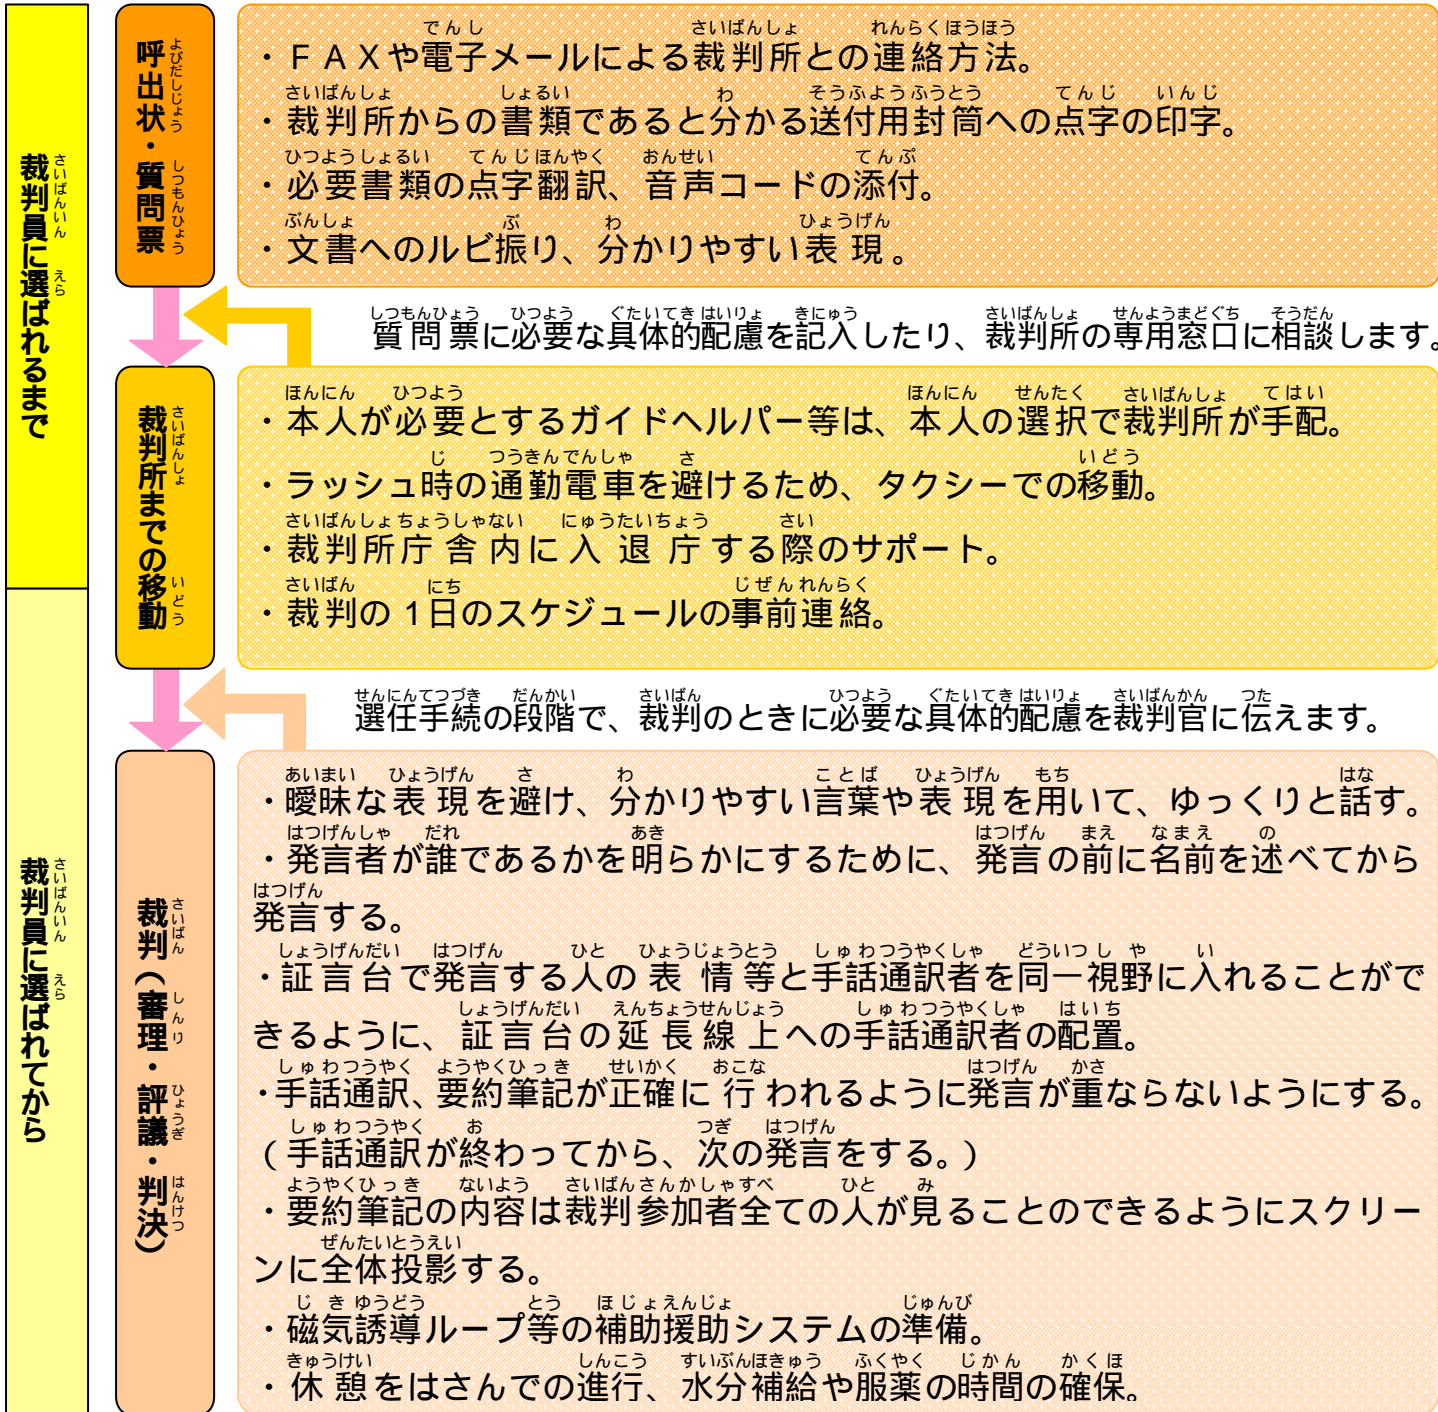 裁判員に選ばれるまで
呼出状・質問票
・ＦＡＸや電子メールによる裁判所との連絡方法。
・裁判所からの書類であると分かる送付用封筒への点字の印字。
・必要書類の点字翻訳、音声コードの添付。
・文書へのルビ振り、分かりやすい表現。
質問票に必要な具体的配慮を記入したり、裁判所の専用窓口に相談します。
裁判所までの移動
・本人が必要とするガイドヘルパー等は、本人の選択で裁判所が手配。
・ラッシュ時の通勤電車を避けるため、タクシーでの移動。
・裁判所庁舎内に入退庁する際のサポート。
・裁判の1日のスケジュールの事前連絡。
選任手続の段階で、裁判のときに必要な具体的配慮を裁判官に伝えます。
裁判員に選ばれてから
裁判（審理・評議・判決）
・曖昧な表現を避け、分かりやすい言葉や表現を用いて、ゆっくりと話す。
・発言者が誰であるかを明らかにするために、発言の前に名前を述べてから
発言する。
・証言台で発言する人の表情等と手話通訳者を同一視野に入れることがで
きるように、証言台の延長線上への手話通訳者の配置。
・手話通訳、要約筆記が正確に行われるように発言が重ならないようにする。
（手話通訳が終わってから、次の発言をする。）
・要約筆記の内容は裁判参加者全ての人が見ることのできるようにスクリー
ンに全体投影する。
・磁気誘導ループ等の補助援助システムの準備。
・休憩をはさんでの進行、水分補給や服薬の時間の確保。